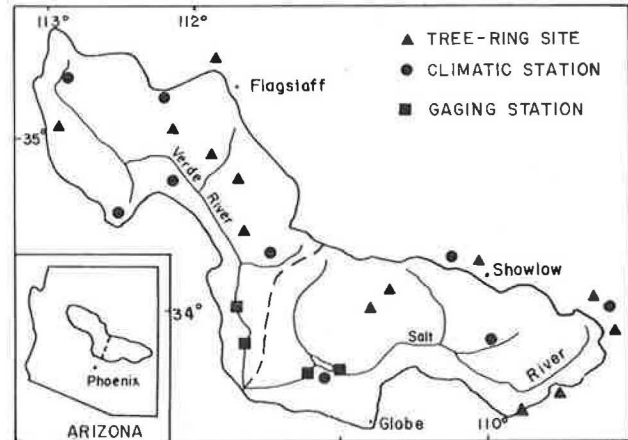 113°
112°
TREE-RING SITE
CLIMATIC STATION
GAGING STATION
Flagstaff
35°
Verde
River
Showlow
34°
Salt
River
Phoenix
Globe
110°
ARIZONA